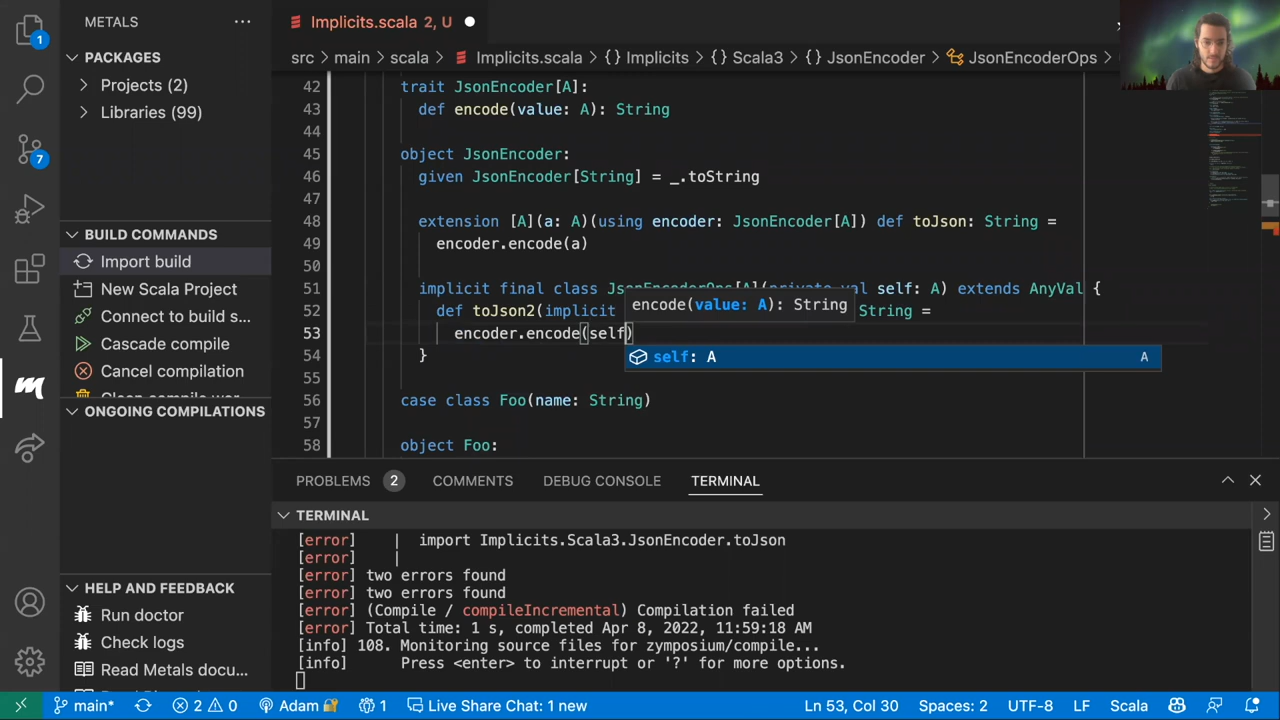 METALS
PACKAGES
Projects (2)
Libraries (99)
BUILD COMMANDS
Import build
New Scala Project
Connect to build s...
Cascade compile
Cancel compilation
ONGOING COMPILATIONS
HELP AND FEEDBACK
Run doctor
Check logs
Read Metals docu...
1
7
Implicits.scala 2, U
src > main > scala > Implicits.scala > {} Implicits > {} Scala3 > {} JsonEncoder > JsonEncoderOps >
42 trait JsonEncoder[A]:
43 def encode(value: A): String
44
45 object JsonEncoder:
46 given JsonEncoder[String] = _.toString
47
48 extension [A](a: A)(using encoder: JsonEncoder[A]) def toJson: String =
49 encoder.encode(a)
50
51 implicit final class JsonEncoderOps[A](private val self: A) extends AnyVal {
encode(value: A): String
52 def toJson2(implicit String =
53 encoder.encode(self)
self: A A
54 }
55
56 case class Foo(name: String)
57
58 object Foo:
PROBLEMS 2 COMMENTS DEBUG CONSOLE TERMINAL
TERMINAL
[error] | import Implicits.Scala3.JsonEncoder.toJson
[error] |
[error] two errors found
[error] two errors found
[error] (Compile / compileIncremental) Compilation failed
[error] Total time: 1 s, completed Apr 8, 2022, 11:59:18 AM
[info] 108. Monitoring source files for zymposium/compile...
[info] Press <enter> to interrupt or '?' for more options.
main* 2 0 Adam 1 Live Share Chat: 1 new Ln 53, Col 30 Spaces: 2 UTF-8 LF Scala